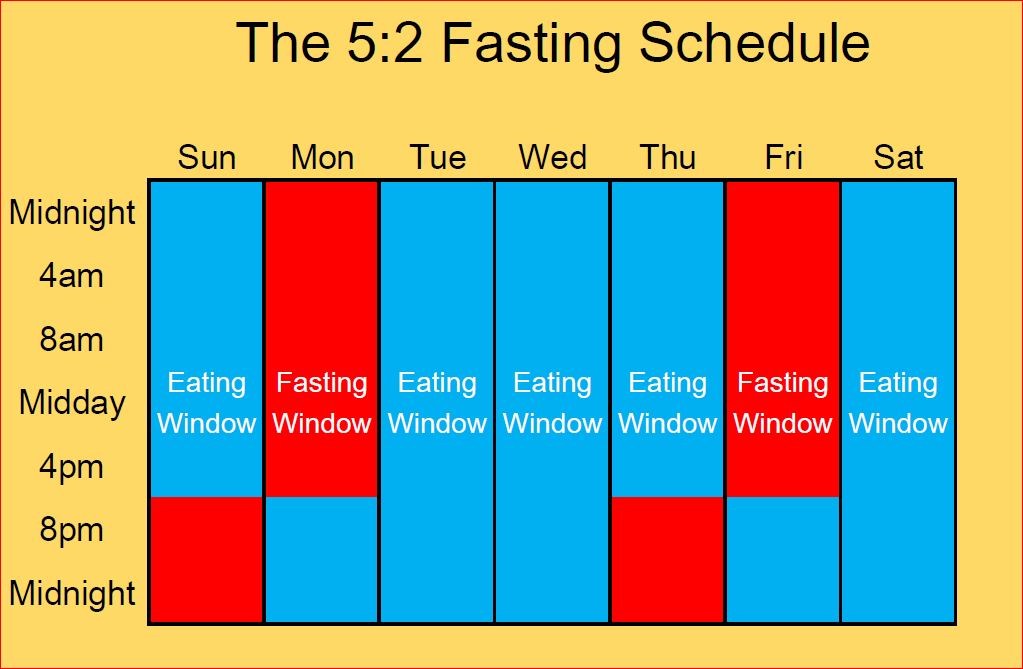 The 5:2 Fasting Schedule
Sun Mon Tue Wed Thu Fri Sat
Midnight
4am
8am
Eating Fasting Eating Eating Eating Fasting Eating
Midday
Window Window Window Window Window Window Window
4pm
8pm
Midnight